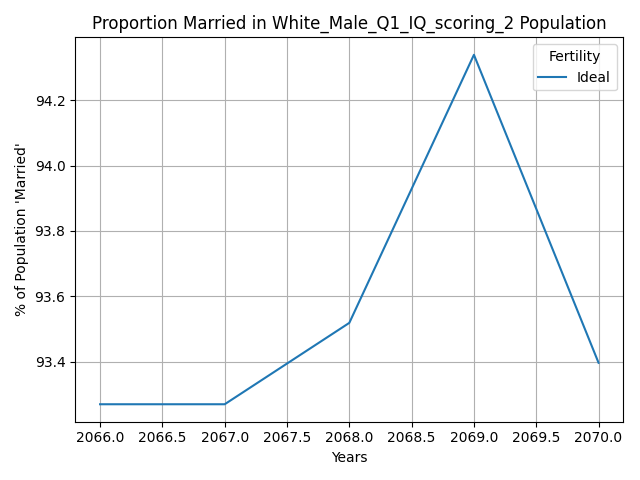 Proportion Married in White_Male_Q1_IQ_scoring_2 Population
Fertility
Ideal
% of Population 'Married'
94.2
94.0
93.8
93.6
93.4
2066.0 2066.5 2067.0 2067.5 2068.0 2068.5 2069.0 2069.5 2070.0
Years